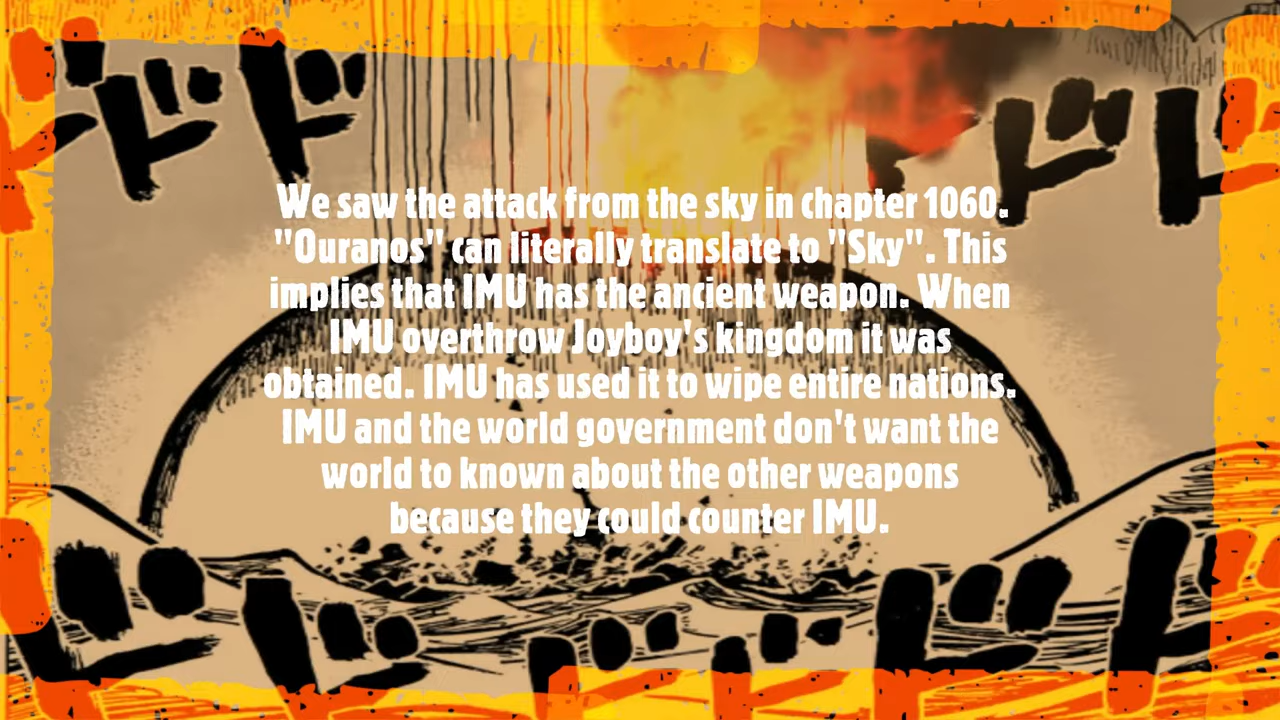 ドド ドド
We saw the attack from the sky in chapter 1060.
"Ouranos" can literally translate to "Sky". This
implies that IMU has the ancient weapon. When
IMU overthrow Joyboy's kingdom it was
obtained. IMU has used it to wipe entire nations.
IMU and the world government don't want the
world to known about the other weapons
because they could counter IMU.
ドドドドドド